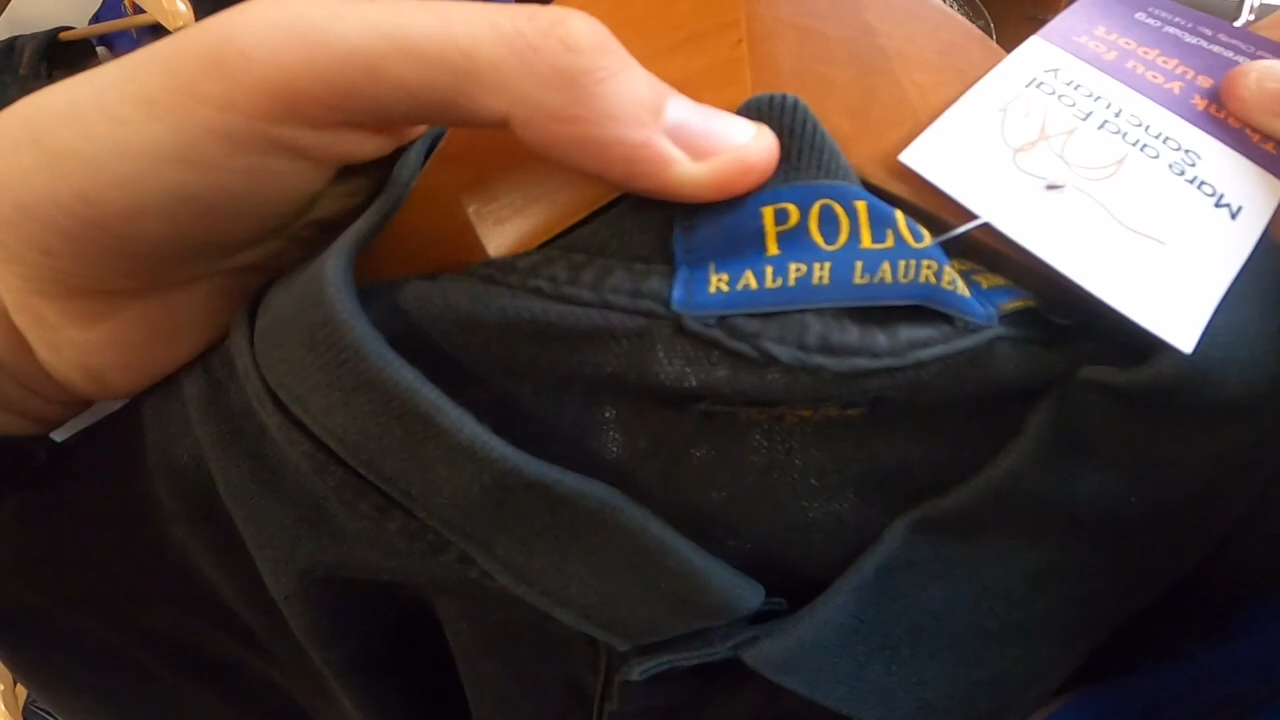 POLO
RALPH LAUREN
Mare and Foal
Sanctuary
Thank you for
support